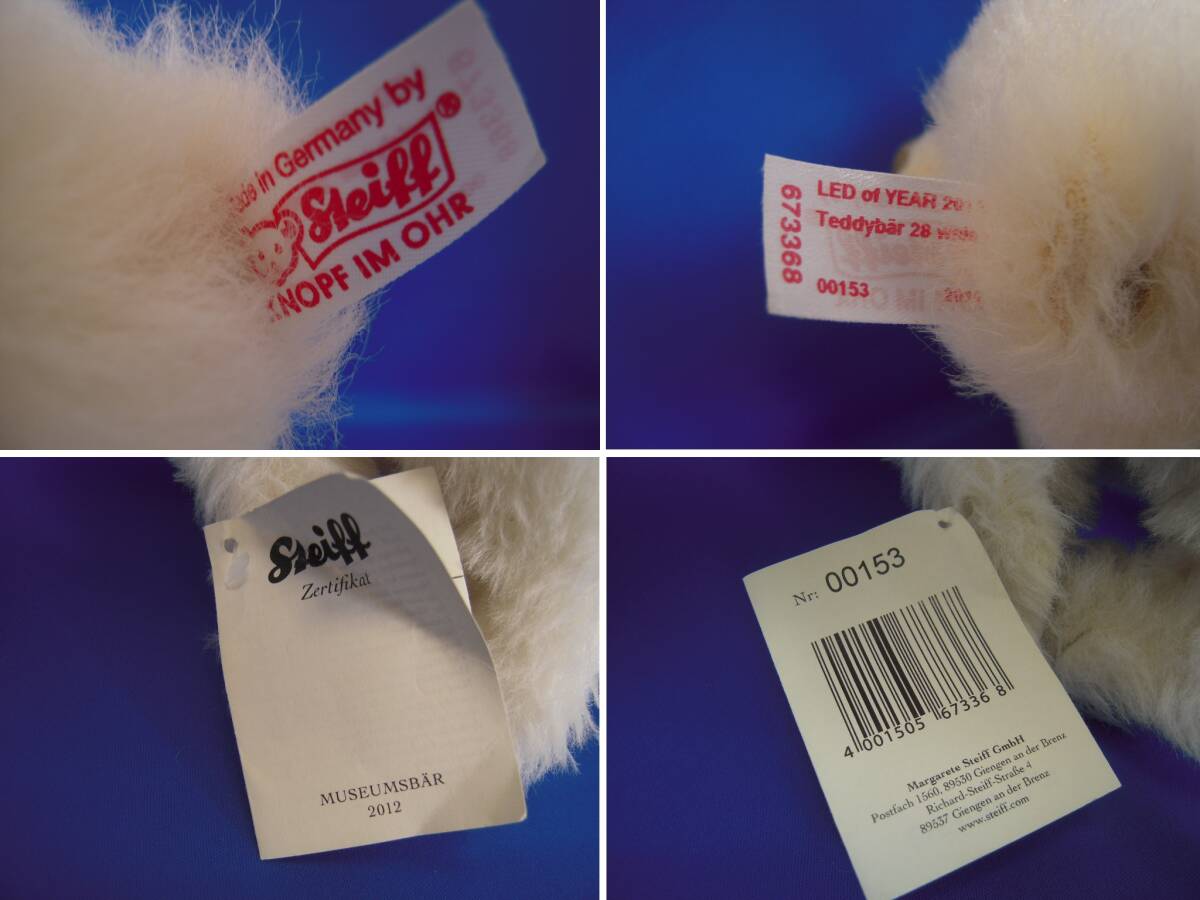 Made in Germany by
Steiff®
KNOPF IM OHR
673368
LED of YEAR
Teddybär 28
00153
Steiff
Zertifikat
MUSEUMSBÄR
2012
Nr: 00153
4 001505 673368
Margarete Steiff GmbH
Postfach 1560, 89530 Giengen an der Brenz
Richard-Steiff-Straße 4
89537 Giengen an der Brenz
www.steiff.com